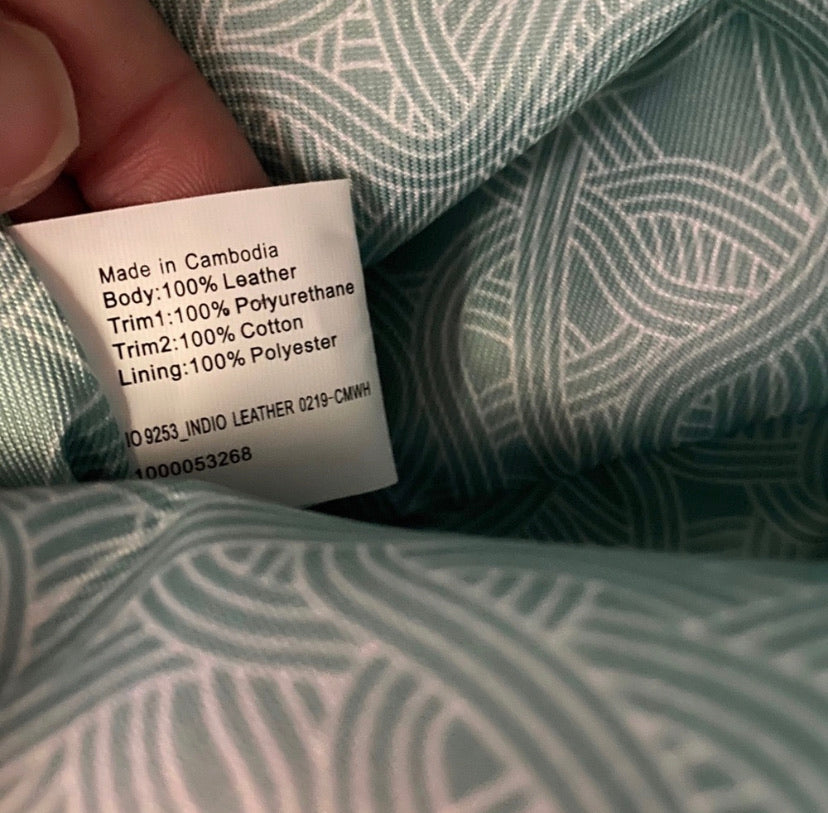 Made in Cambodia
Body:100% Leather
Trim1:100% Polyurethane
Trim2:100% Cotton
Lining:100% Polyester
IO 9253_INDIO LEATHER 0219-CMWH
1000053268